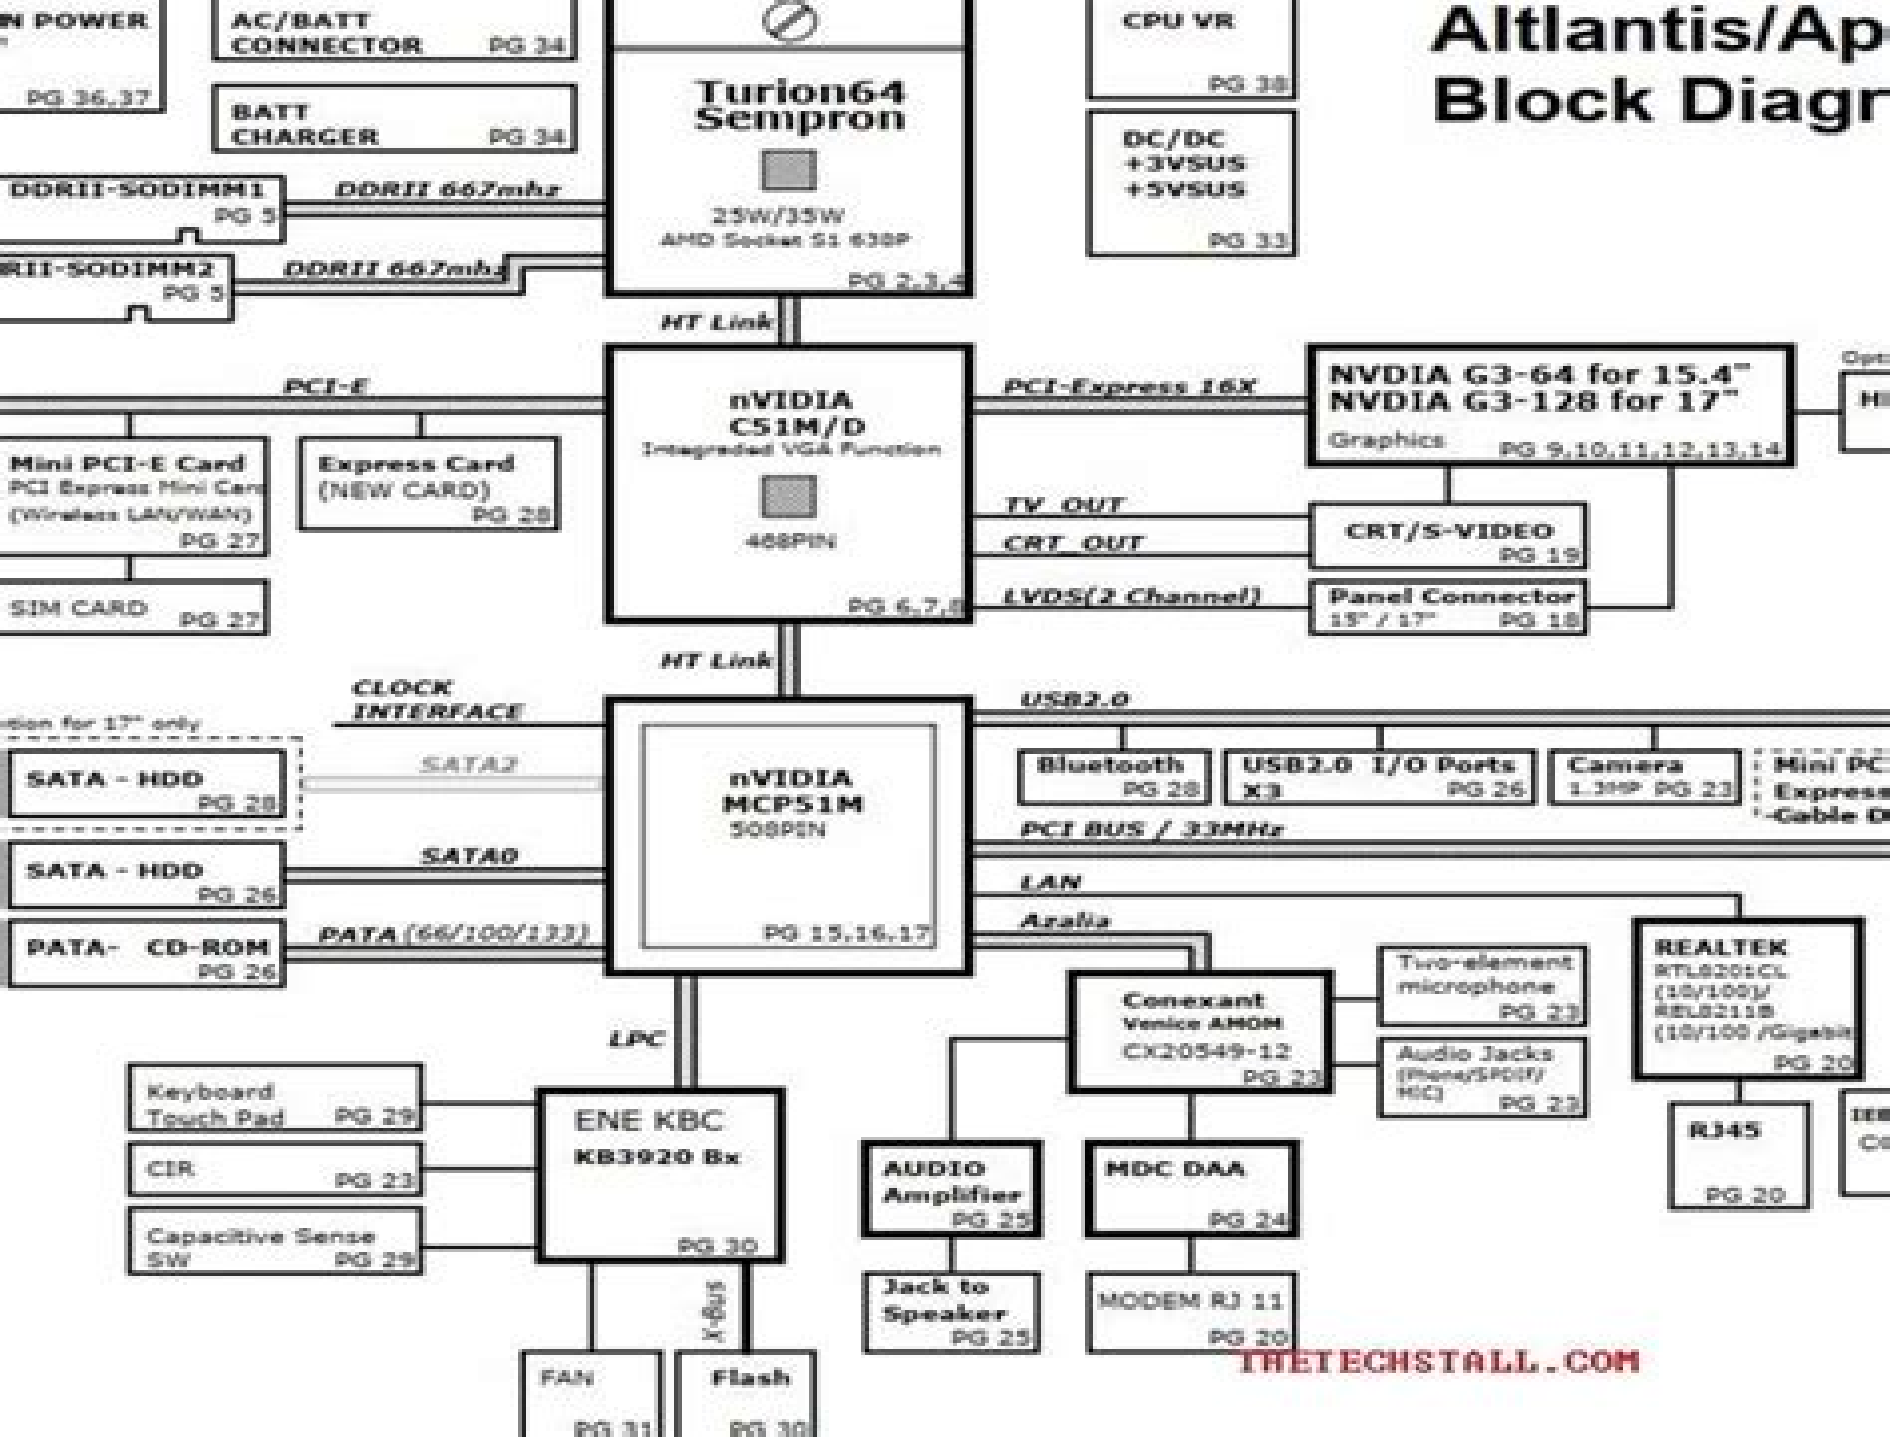 N POWER
PG 36,37
AC/BATT
CONNECTOR PG 34
BATT
CHARGER PG 34
Turion64
Sempron
25W/35W
AMD Socket S1 638P
PG 2,3,4
CPU VR
PG 38
DC/DC
+3VSUS
+5VSUS
PG 33
Altlantis/Ap
Block Diagr
DDRII-SODIMM1
PG 5
DDRII 667mhz
RII-SODIMM2
PG 5
DDRII 667mhz
HT Link
PCI-E
nVIDIA
C51M/D
Integreded VGA Function
468PIN
PG 6,7,8
PCI-Express 16X
NVDIA G3-64 for 15.4"
NVDIA G3-128 for 17"
Graphics PG 9,10,11,12,13,14
Mini PCI-E Card
PCI Express Mini Card
(Wireless LAN/WAN)
PG 27
Express Card
(NEW CARD)
PG 28
SIM CARD PG 27
TV_OUT
CRT_OUT
CRT/S-VIDEO
PG 19
LVDS(2 Channel)
Panel Connector
15" / 17" PG 18
HT Link
CLOCK
INTERFACE
tion for 17" only
SATA - HDD
PG 28
SATA2
SATA - HDD
PG 26
SATA0
PATA- CD-ROM
PG 26
PATA (66/100/133)
nVIDIA
MCP51M
508PIN
PG 15,16,17
USB2.0
Bluetooth
PG 28
USB2.0 I/O Ports
X3 PG 26
Camera
1.3MP PG 23
Mini PC
Express
Cable D
PCI BUS / 33MHz
LAN
Azalia
Conexant
Venice AMOM
CX20549-12
PG 23
Two-element
microphone
PG 23
Audio Jacks
(Phone/SPDIf/
MIC) PG 23
REALTEK
RTL8201CL
(10/100)/
REL8211B
(10/100 /Gigabit
PG 20
RJ45
PG 20
LPC
Keyboard
Touch Pad PG 29
CIR
PG 23
Capacitive Sense
SW PG 29
ENE KBC
KB3920 Bx
PG 30
X-Bus
FAN
PG 31
Flash
PG 30
AUDIO
Amplifier
PG 25
Jack to
Speaker
PG 25
MDC DAA
PG 24
MODEM RJ 11
PG 20
THETECHSTALL.COM